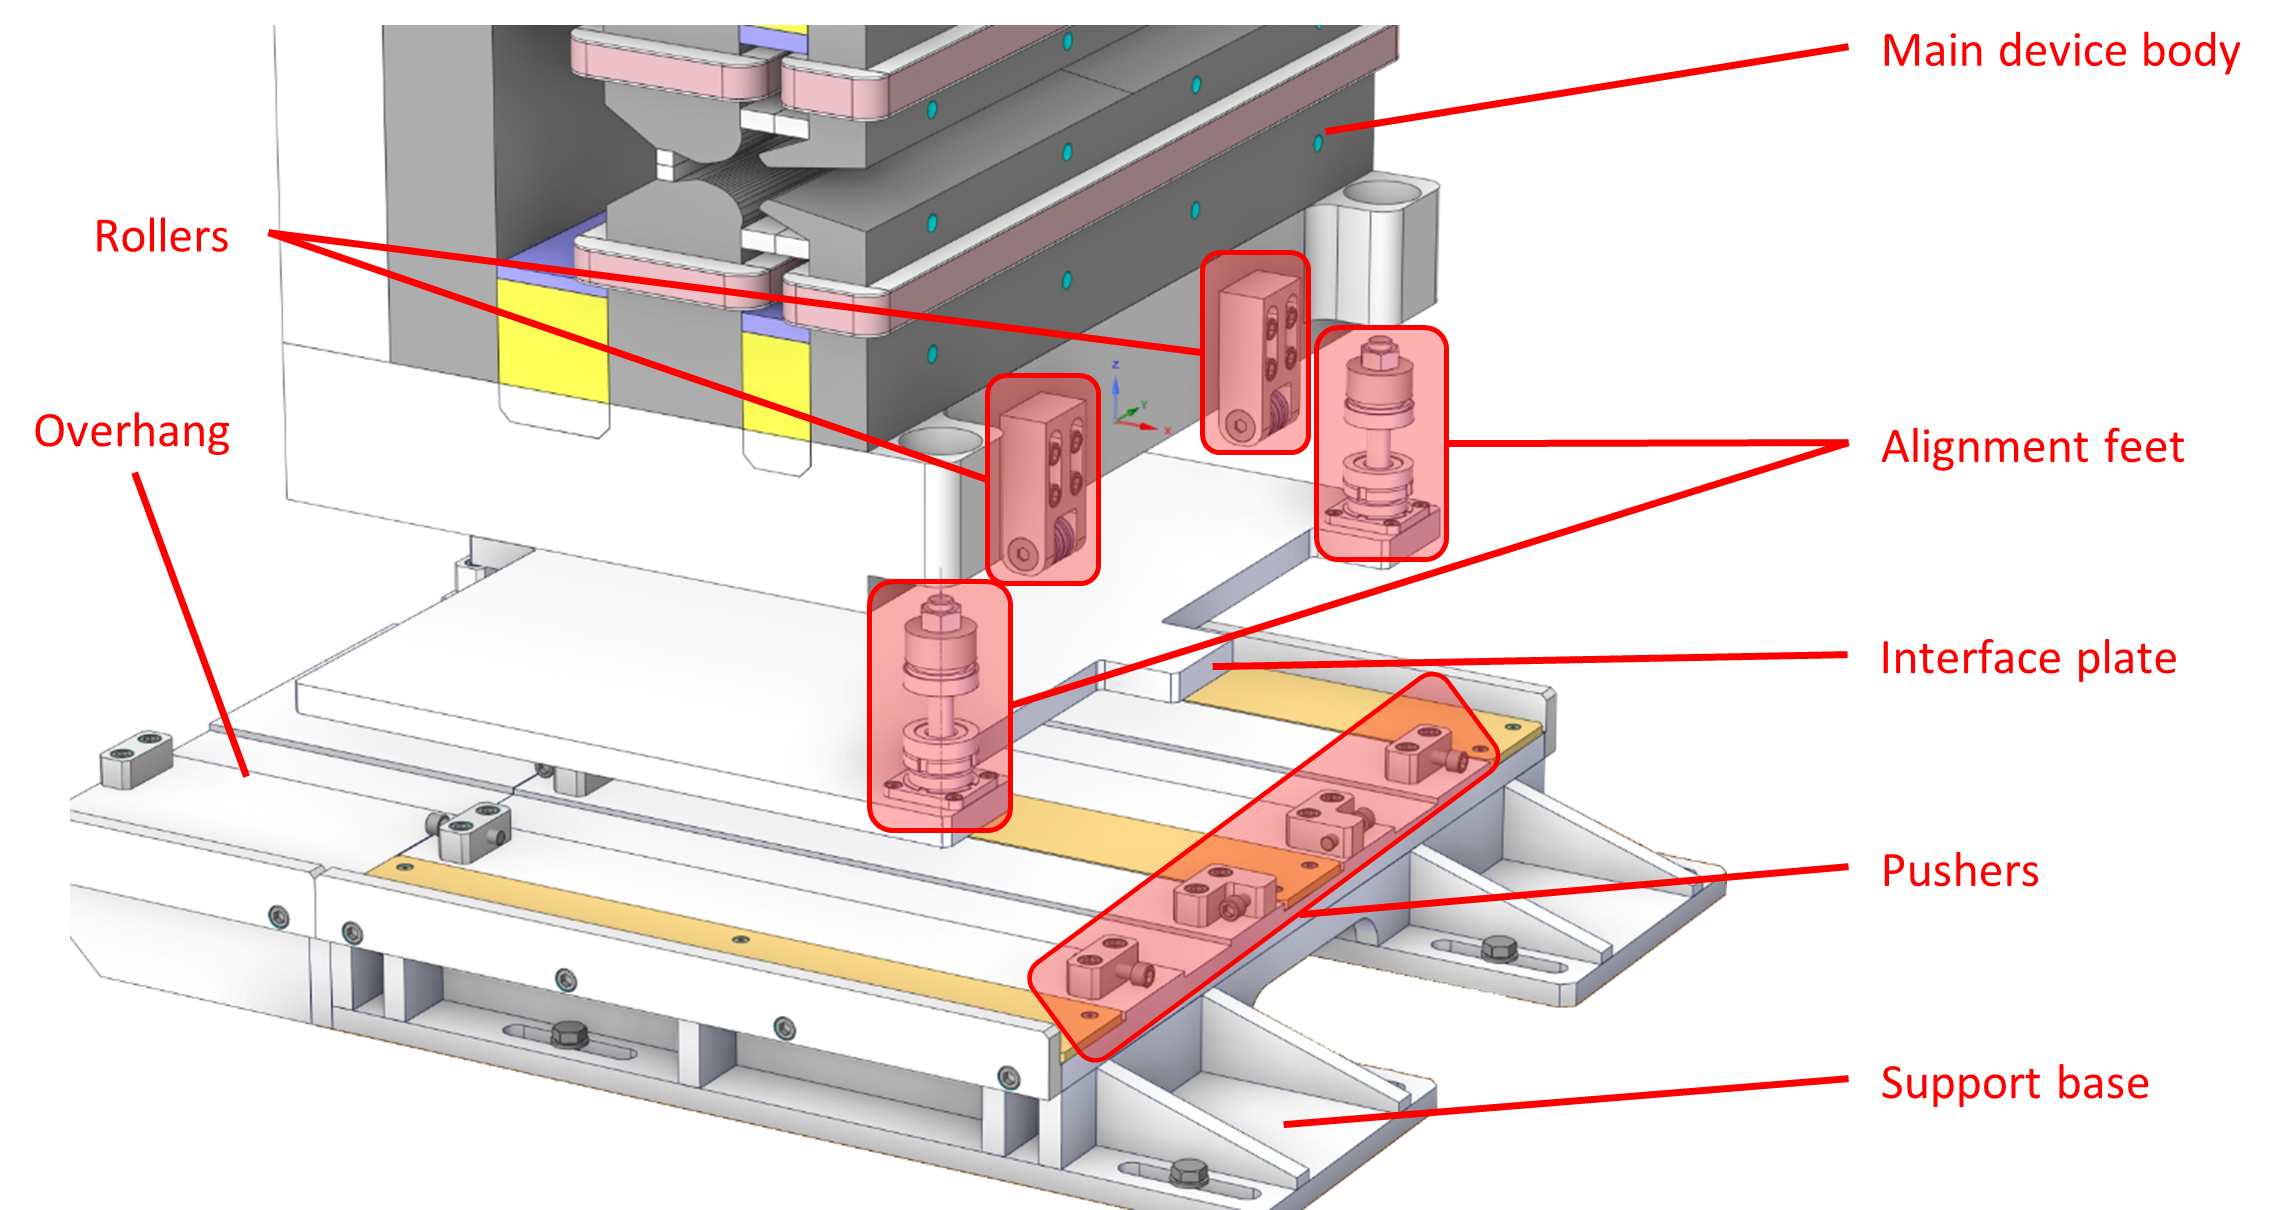 Main device body
Rollers
Overhang
Alignment feet
Interface plate
Pushers
Support base
Z
Y
X